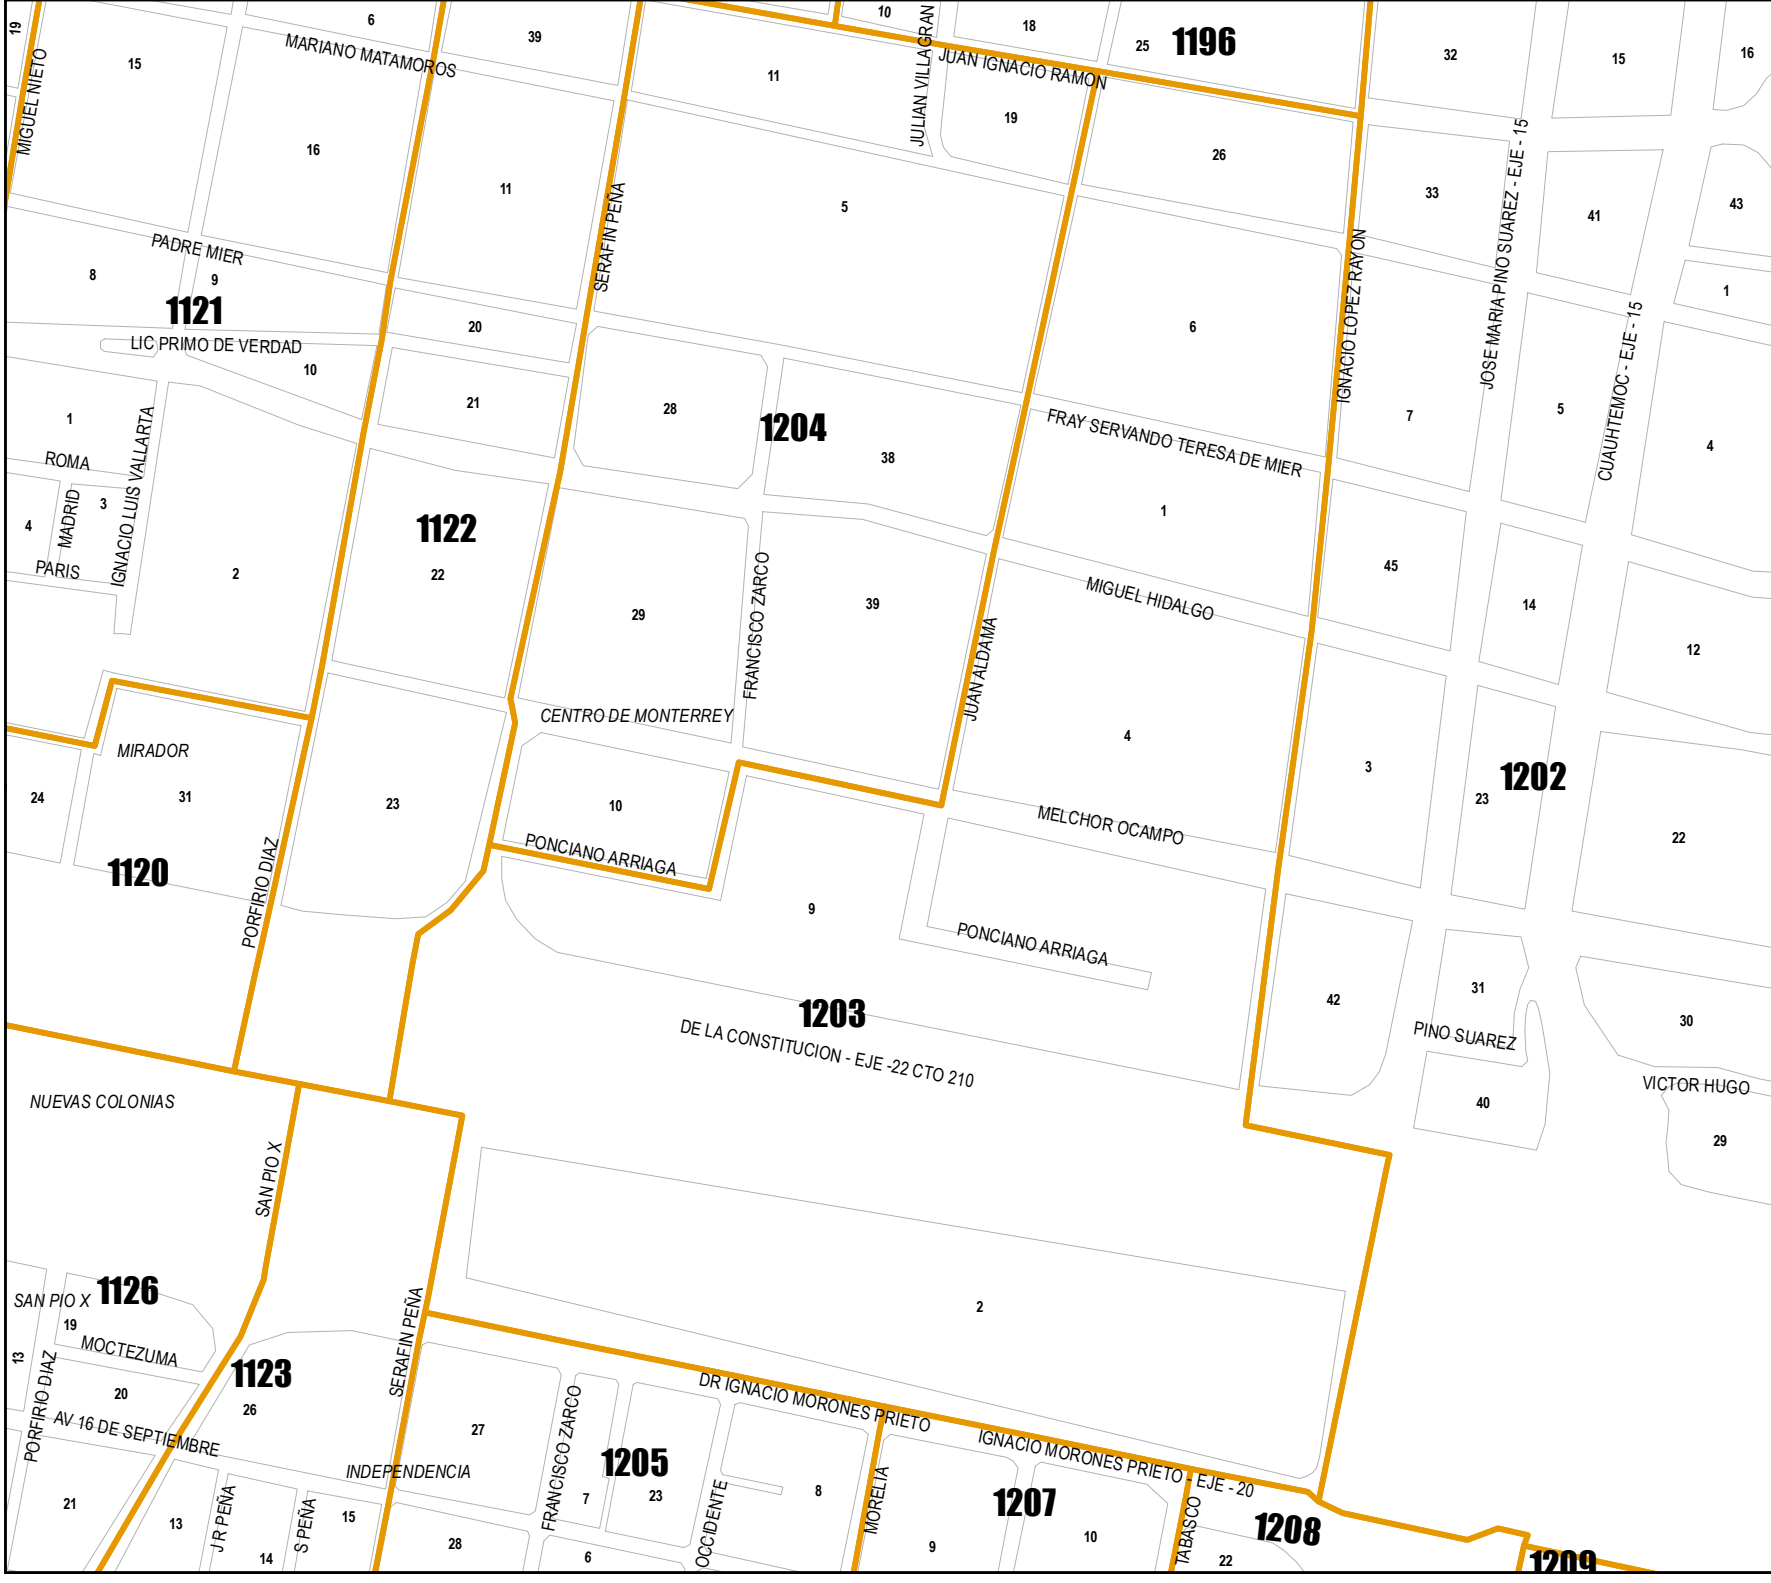 19
6
39
10
JULIAN VILLAGRAN
18
25
1196
32
15
16
MIGUEL NIETO
15
MARIANO MATAMOROS
11
JUAN IGNACIO RAMON
19
16
26
11
5
33
JOSE MARIA PINO SUAREZ - EJE - 15
41
43
SERAFIN PEÑA
PADRE MIER
8
9
1121
LIC PRIMO DE VERDAD
10
20
21
6
IGNACIO LOPEZ RAYON
1
CUAUHTEMOC - EJE - 15
28
1204
38
FRAY SERVANDO TERESA DE MIER
7
5
4
1
ROMA
IGNACIO LUIS VALLARTA
4
MADRID
3
PARIS
2
1122
22
1
29
FRANCISCO ZARCO
39
MIGUEL HIDALGO
45
14
12
JUAN ALDAMA
CENTRO DE MONTERREY
MIRADOR
24
31
23
10
4
3
1202
23
22
MELCHOR OCAMPO
1120
PONCIANO ARRIAGA
PORFIRIO DIAZ
9
PONCIANO ARRIAGA
42
31
30
1203
DE LA CONSTITUCION - EJE -22 CTO 210
PINO SUAREZ
VICTOR HUGO
40
29
NUEVAS COLONIAS
SAN PIO X
1126
SAN PIO X
19
2
MOCTEZUMA
13
PORFIRIO DIAZ
20
1123
26
SERAFIN PEÑA
AV 16 DE SEPTIEMBRE
INDEPENDENCIA
27
FRANCISCO ZARCO
DR IGNACIO MORONES PRIETO
IGNACIO MORONES PRIETO - EJE - 20
1205
7
23
OCCIDENTE
8
MORELIA
1207
TABASCO
1208
21
J R PEÑA
S PEÑA
13
14
15
28
6
9
10
22
1209